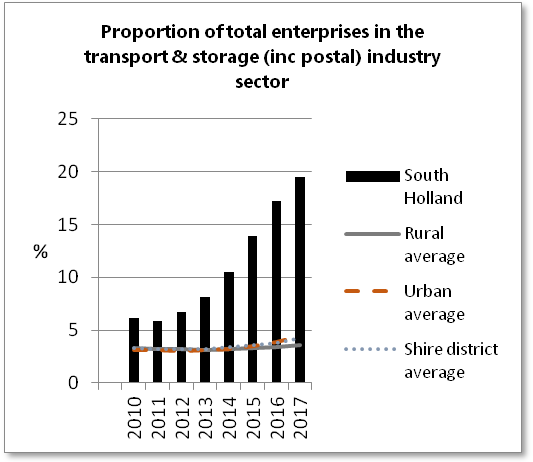 Proportion of total enterprises in the
transport & storage (inc postal) industry
sector
25
20
15
10
5
0
%
2010
2011
2012
2013
2014
2015
2016
2017
South
Holland
Rural
average
Urban
average
Shire district
average